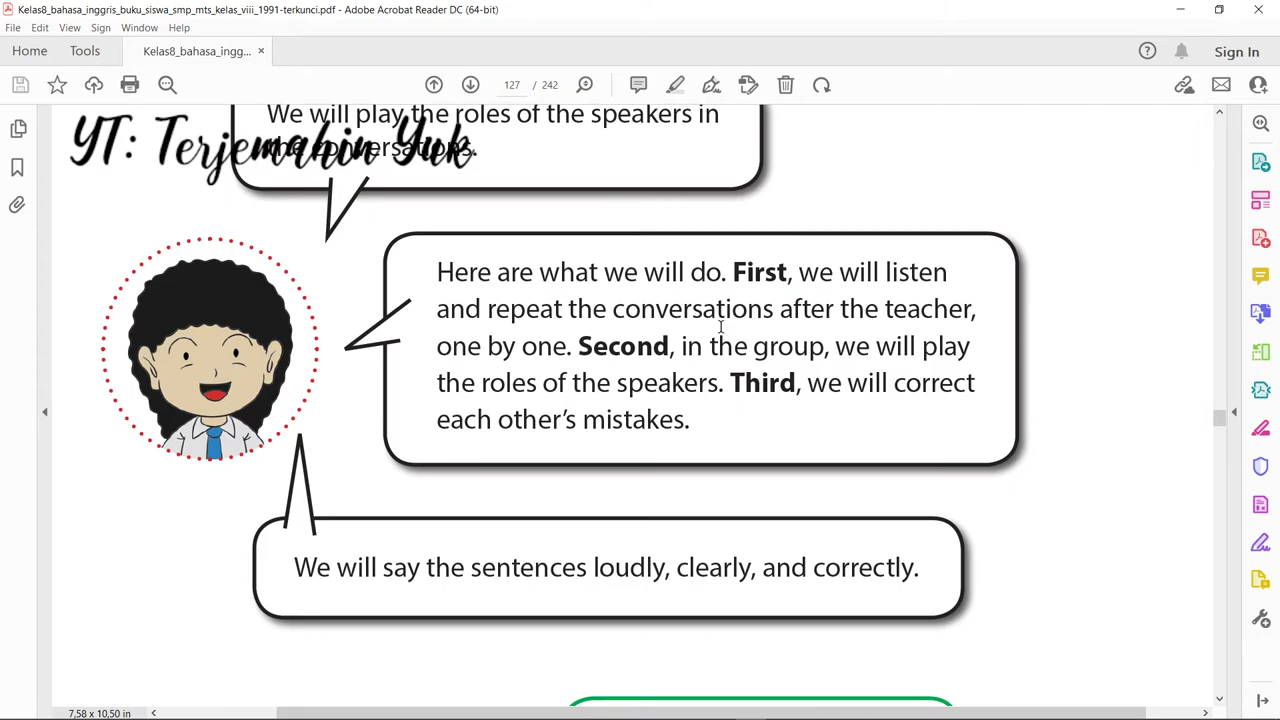 Kelas8_bahasa_inggris_buku_siswa_smp_mts_kelas_viii_1991-terkunci.pdf - Adobe Acrobat Reader DC (64-bit)
File Edit View Sign Window Help
Home Tools Kelas8_bahasa_ingg... × Sign In
127 / 242
We will play the roles of the speakers in
the conversations.
YT: Terjemahin Yuk
Here are what we will do. First, we will listen
and repeat the conversations after the teacher,
one by one. Second, in the group, we will play
the roles of the speakers. Third, we will correct
each other’s mistakes.
We will say the sentences loudly, clearly, and correctly.
7,58 x 10,50 in